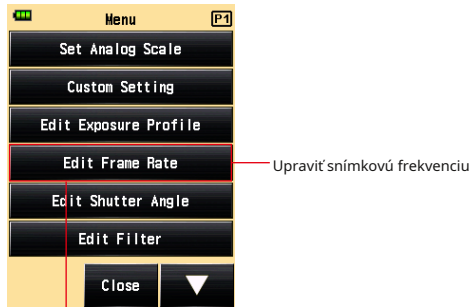 Menu P1
Set Analog Scale
Custom Setting
Edit Exposure Profile
Edit Frame Rate
Upraviť snímkovú frekvenciu
Edit Shutter Angle
Edit Filter
Close